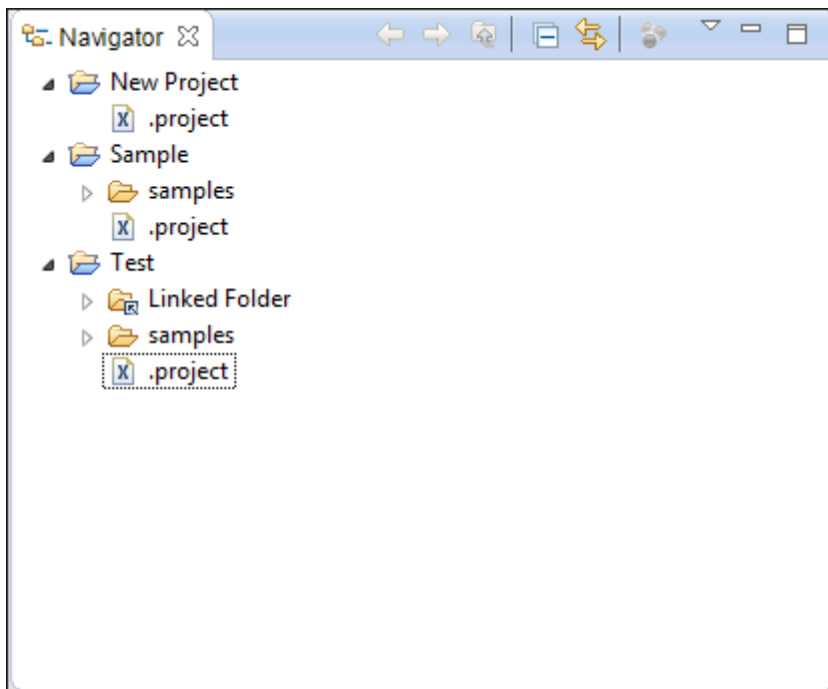 Navigator
New Project
.project
Sample
samples
.project
Test
Linked Folder
samples
.project